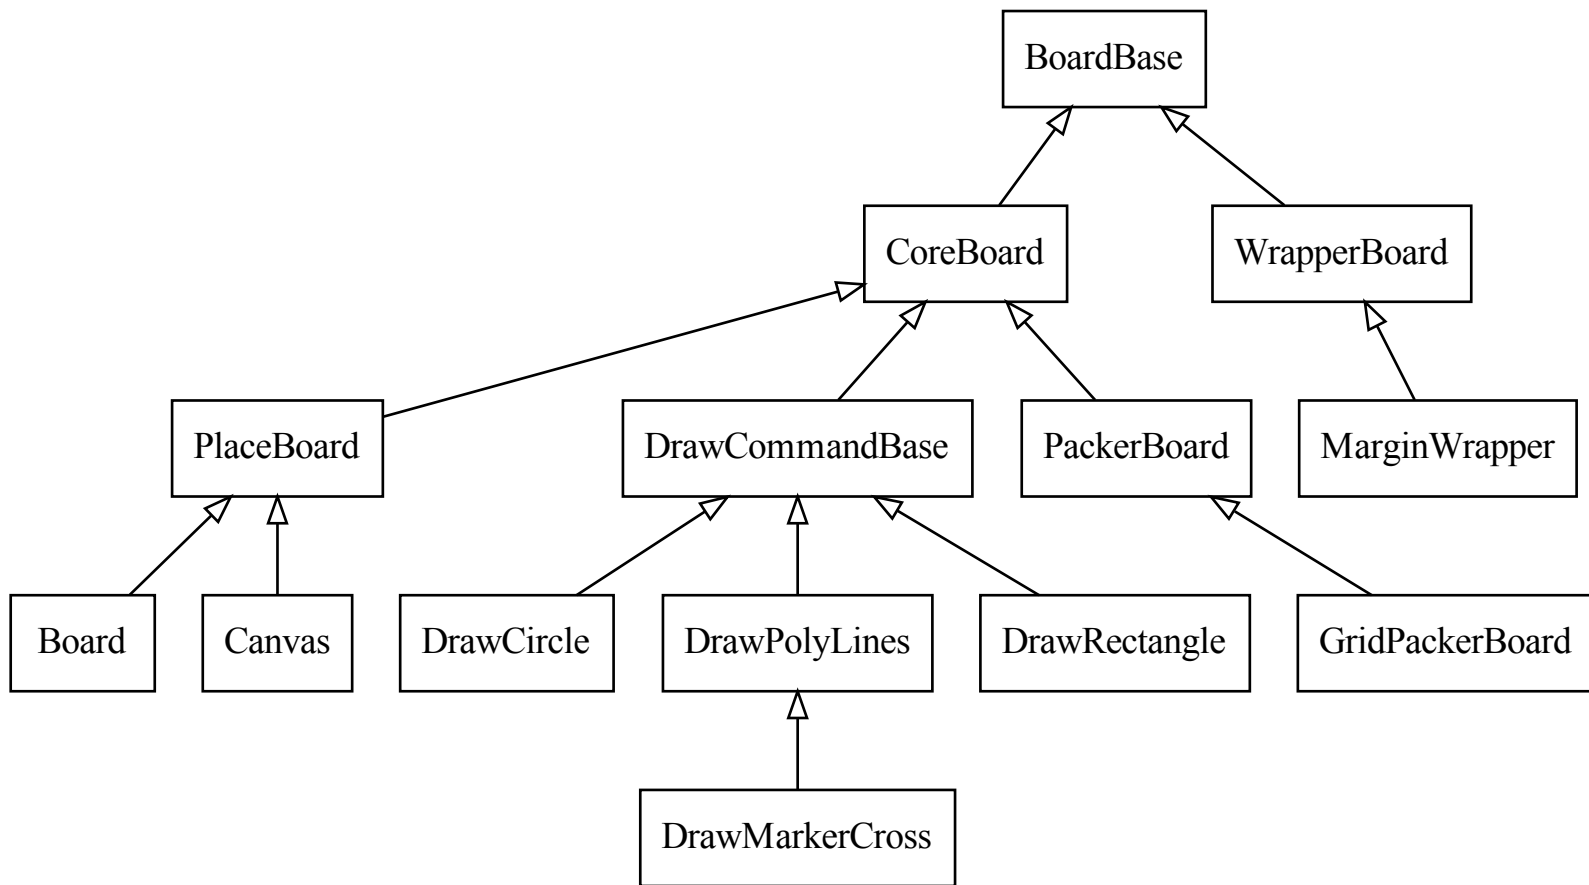 BoardBase
CoreBoard
WrapperBoard
PlaceBoard
DrawCommandBase
PackerBoard
MarginWrapper
Board
Canvas
DrawCircle
DrawPolyLines
DrawRectangle
GridPackerBoard
DrawMarkerCross